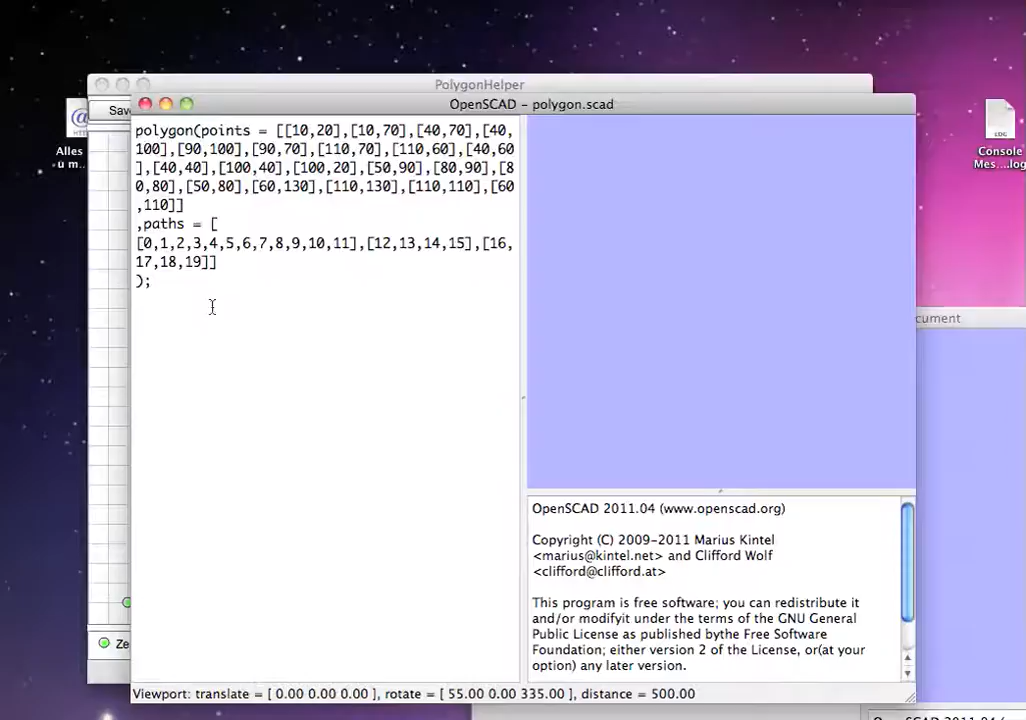 PolygonHelper
OpenSCAD – polygon.scad
Save
polygon(points = [[10,20],[10,70],[40,70],[40,
100],[90,100],[90,70],[110,70],[110,60],[40,60
],[40,40],[100,40],[100,20],[50,90],[80,90],[8
0,80],[50,80],[60,130],[110,130],[110,110],[60
,110]]
,paths = [
[0,1,2,3,4,5,6,7,8,9,10,11],[12,13,14,15],[16,
17,18,19]]
);
Alles
ü m...
LOG
Console
Mes....log
cument
Ze
OpenSCAD 2011.04 (www.openscad.org)
Copyright (C) 2009-2011 Marius Kintel
<marius@kintel.net> and Clifford Wolf
<clifford@clifford.at>
This program is free software; you can redistribute it
and/or modifyit under the terms of the GNU General
Public License as published bythe Free Software
Foundation; either version 2 of the License, or(at your
option) any later version.
Viewport: translate = [ 0.00 0.00 0.00 ], rotate = [ 55.00 0.00 335.00 ], distance = 500.00